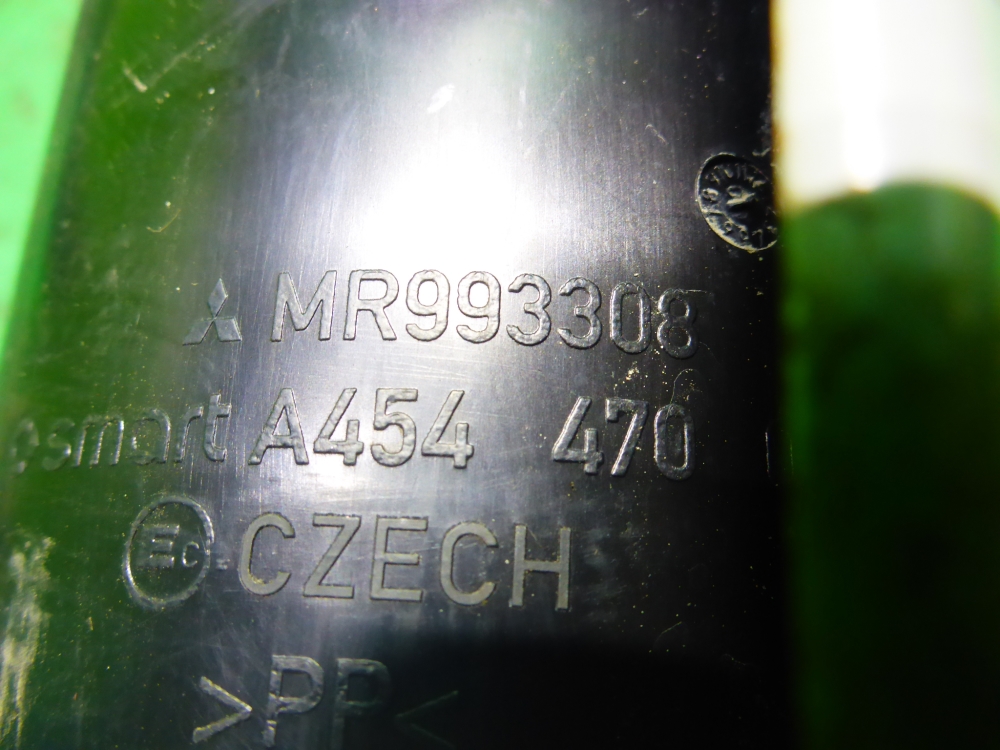 MR993308
smart A454 470
Ec CZECH
>PP<